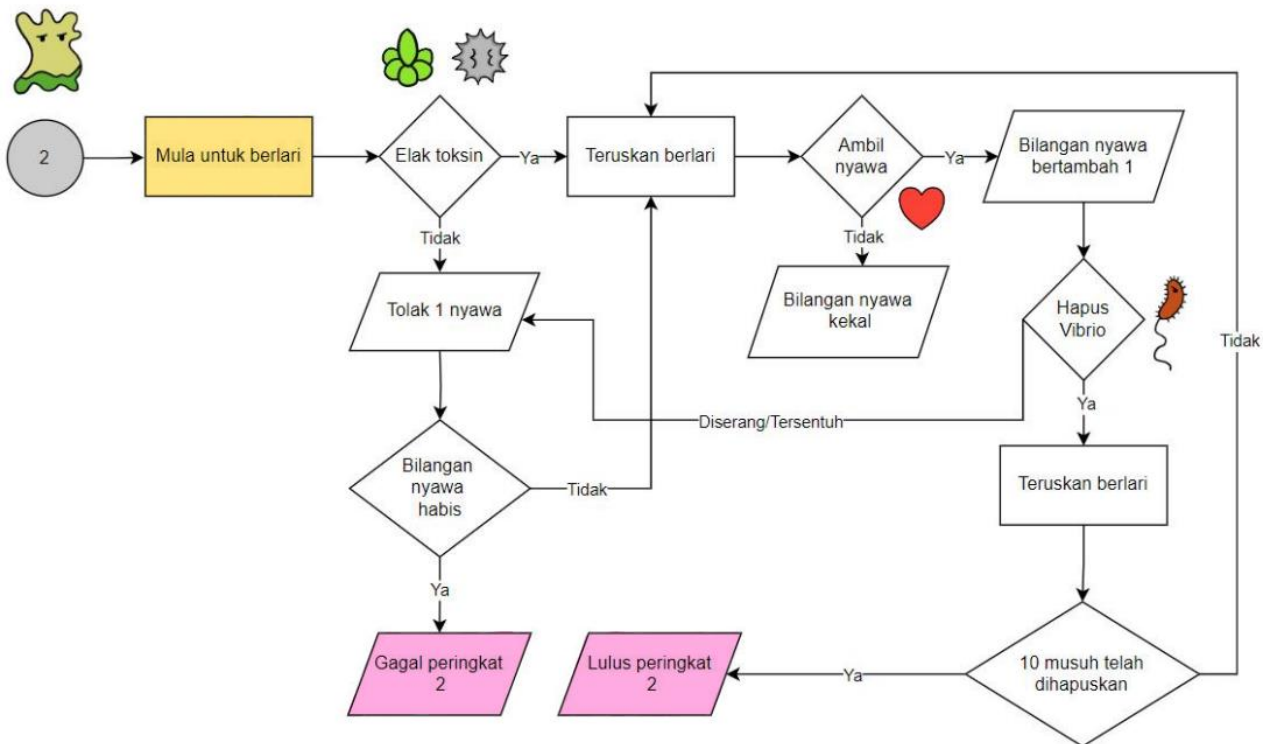 2
Mula untuk berlari
Elak toksin
Ya
Teruskan berlari
Ambil
nyawa
Ya
Bilangan nyawa
bertambah 1
Tidak
Tidak
Tolak 1 nyawa
Bilangan nyawa
kekal
Hapus
Vibrio
Tidak
Diserang/Tersentuh
Ya
Bilangan
nyawa
habis
Tidak
Teruskan berlari
Ya
Gagal peringkat
2
Lulus peringkat
2
Ya
10 musuh telah
dihapuskan